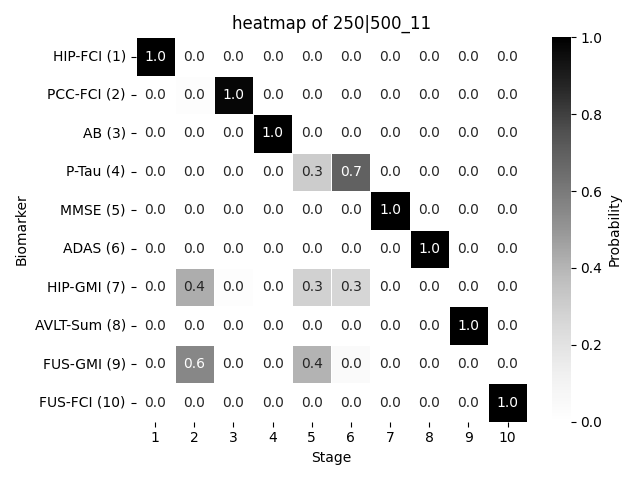 heatmap of 250|500_11
HIP-FCI (1) 1.0 0.0 0.0 0.0 0.0 0.0 0.0 0.0 0.0 0.0
PCC-FCI (2) 0.0 0.0 1.0 0.0 0.0 0.0 0.0 0.0 0.0 0.0
AB (3) 0.0 0.0 0.0 1.0 0.0 0.0 0.0 0.0 0.0 0.0
P-Tau (4) 0.0 0.0 0.0 0.0 0.3 0.7 0.0 0.0 0.0 0.0
MMSE (5) 0.0 0.0 0.0 0.0 0.0 0.0 1.0 0.0 0.0 0.0
ADAS (6) 0.0 0.0 0.0 0.0 0.0 0.0 0.0 1.0 0.0 0.0
HIP-GMI (7) 0.0 0.4 0.0 0.0 0.3 0.3 0.0 0.0 0.0 0.0
AVLT-Sum (8) 0.0 0.0 0.0 0.0 0.0 0.0 0.0 0.0 1.0 0.0
FUS-GMI (9) 0.0 0.6 0.0 0.0 0.4 0.0 0.0 0.0 0.0 0.0
FUS-FCI (10) 0.0 0.0 0.0 0.0 0.0 0.0 0.0 0.0 0.0 1.0
1 2 3 4 5 6 7 8 9 10
Stage
Biomarker
1.0
0.8
0.6
0.4
0.2
0.0
Probability